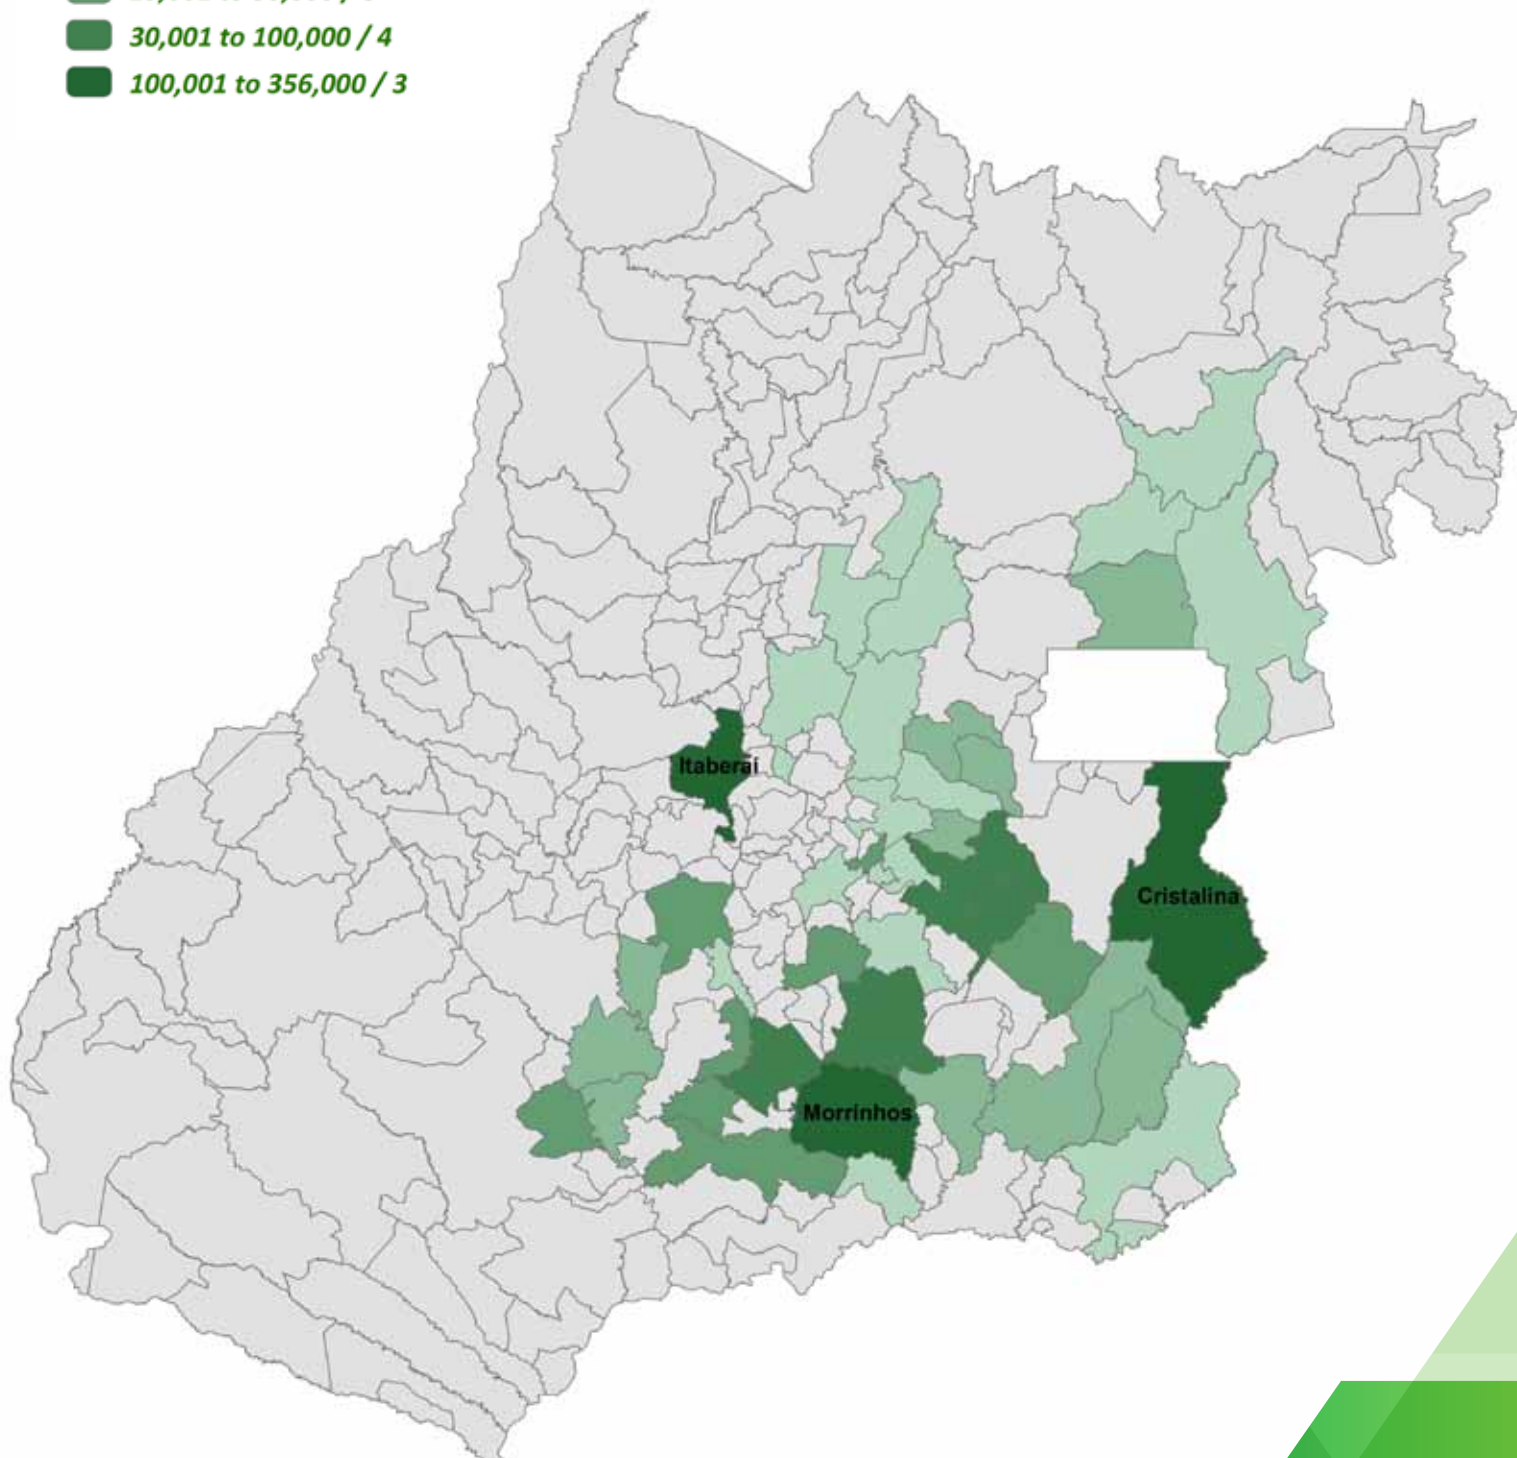 30,001 to 100,000 / 4
100,001 to 356,000 / 3
Itaberaí
Cristalina
Morrinhos